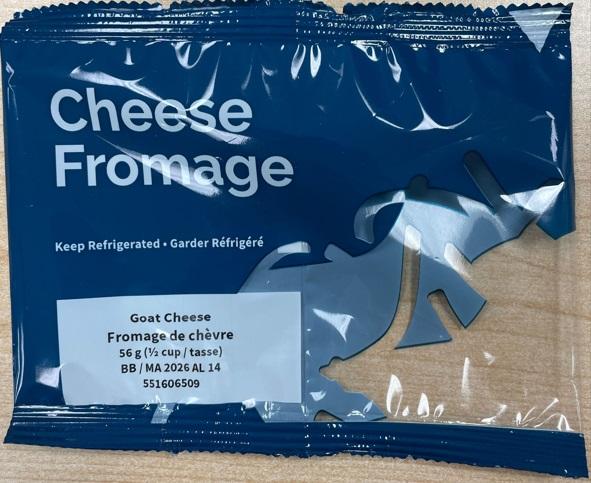 Cheese
Fromage
Keep Refrigerated • Garder Réfrigéré
Goat Cheese
Fromage de chèvre
56 g (½ cup / tasse)
BB / MA 2026 AL 14
551606509